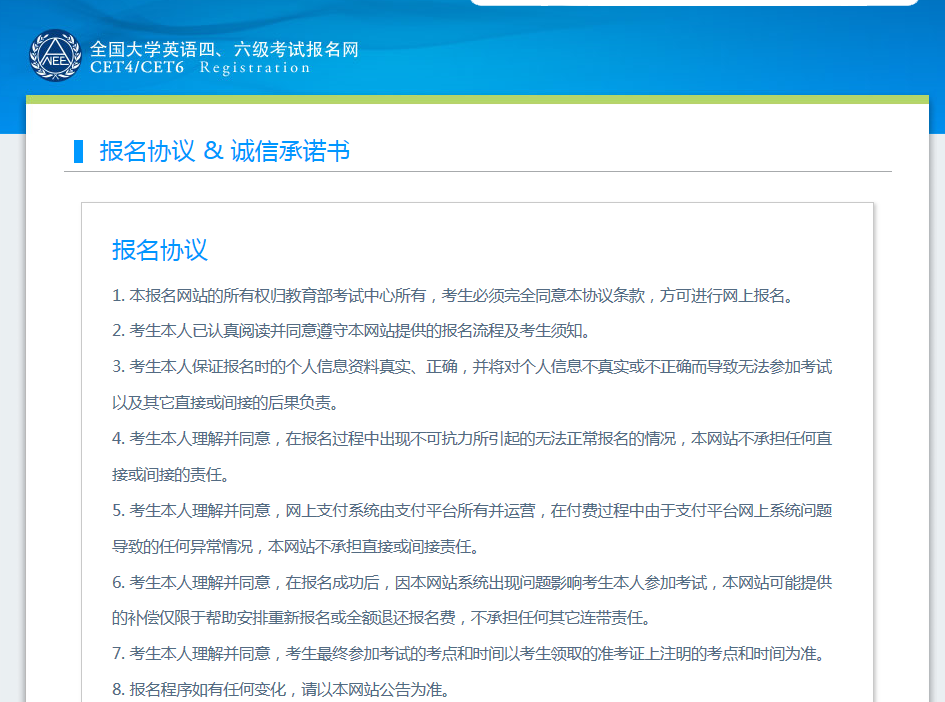 NEEA
全国大学英语四、六级考试报名网
CET4/CET6 Registration
报名协议 & 诚信承诺书
报名协议
1. 本报名网站的所有权归教育部考试中心所有，考生必须完全同意本协议条款，方可进行网上报名。
2. 考生本人已认真阅读并同意遵守本网站提供的报名流程及考生须知。
3. 考生本人保证报名时的个人信息资料真实、正确，并将对个人信息不真实或不正确而导致无法参加考试
以及其它直接或间接的后果负责。
4. 考生本人理解并同意，在报名过程中出现不可抗力所引起的无法正常报名的情况，本网站不承担任何直
接或间接的责任。
5. 考生本人理解并同意，网上支付系统由支付平台所有并运营，在付费过程中由于支付平台网上系统问题
导致的任何异常情况，本网站不承担直接或间接责任。
6. 考生本人理解并同意，在报名成功后，因本网站系统出现问题影响考生本人参加考试，本网站可能提供
的补偿仅限于帮助安排重新报名或全额退还报名费，不承担任何其它连带责任。
7. 考生本人理解并同意，考生最终参加考试的考点和时间以考生领取的准考证上注明的考点和时间为准。
8. 报名程序如有任何变化，请以本网站公告为准。